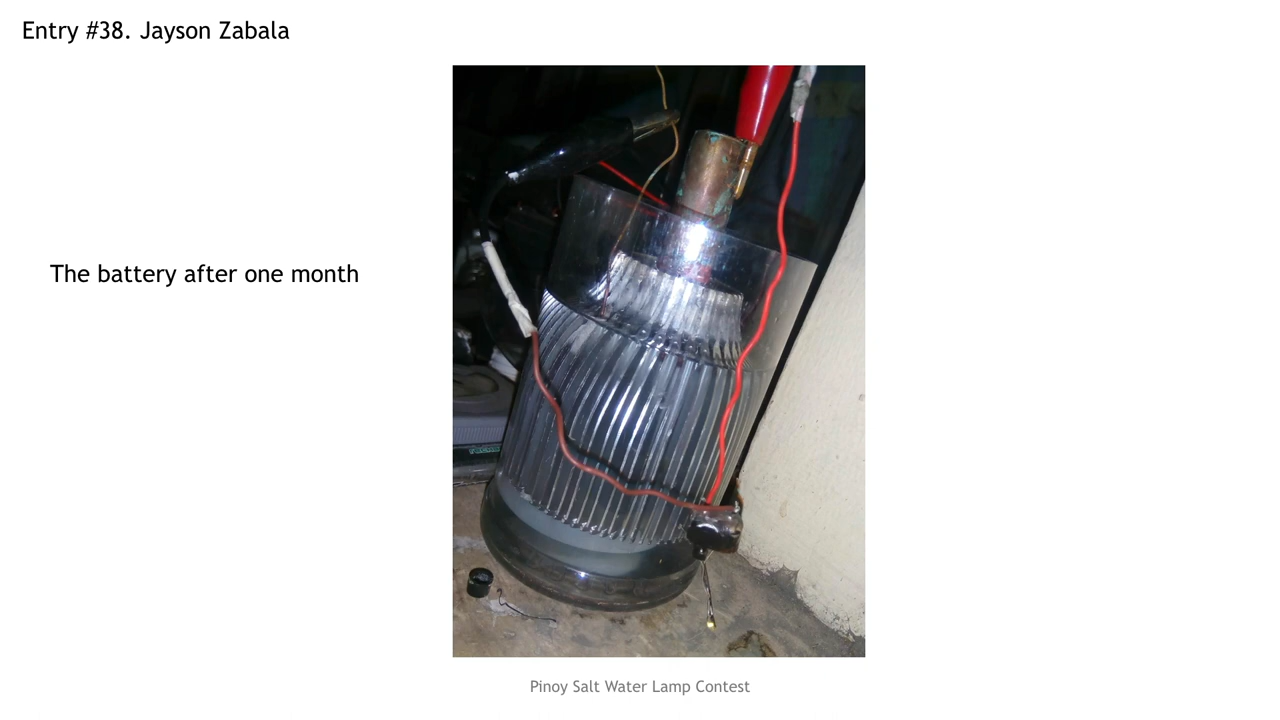 Entry #38. Jayson Zabala
The battery after one month
Pinoy Salt Water Lamp Contest